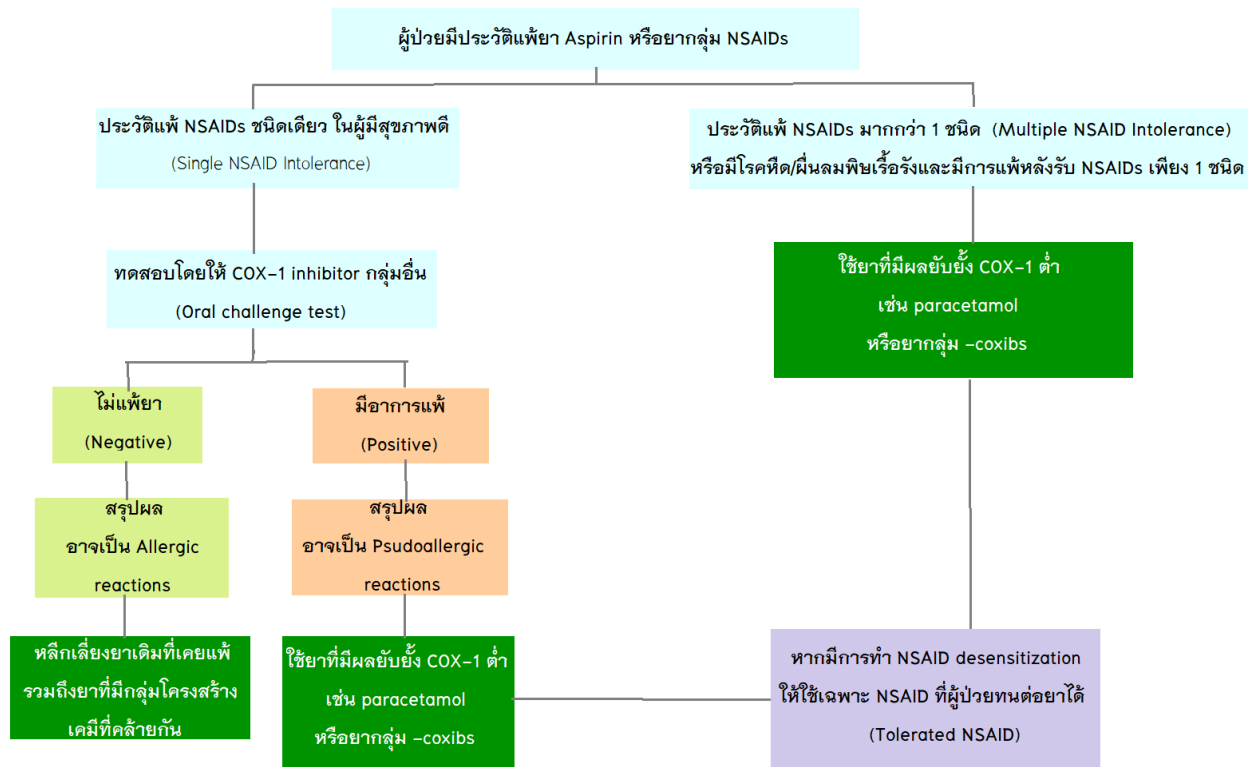 ผู้ป่วยมีประวัติแพ้ยา Aspirin หรือยากลุ่ม NSAIDs
ประวัติแพ้ NSAIDs ชนิดเดียว ในผู้มีสุขภาพดี
(Single NSAID Intolerance)
ประวัติแพ้ NSAIDs มากกว่า 1 ชนิด (Multiple NSAID Intolerance)
หรือมีโรคหืด/ผื่นลมพิษเรื้อรังและมีการแพ้หลังรับ NSAIDs เพียง 1 ชนิด
ทดสอบโดยให้ COX-1 inhibitor กลุ่มอื่น
(Oral challenge test)
ใช้ยาที่มีผลยับยั้ง COX-1 ต่ำ
เช่น paracetamol
หรือยากลุ่ม -coxibs
ไม่แพ้ยา
(Negative)
มีอาการแพ้
(Positive)
สรุปผล
อาจเป็น Allergic
reactions
สรุปผล
อาจเป็น Psudoallergic
reactions
หลีกเลี่ยงยาเดิมที่เคยแพ้
รวมถึงยาที่มีกลุ่มโครงสร้าง
เคมีที่คล้ายกัน
ใช้ยาที่มีผลยับยั้ง COX-1 ต่ำ
เช่น paracetamol
หรือยากลุ่ม -coxibs
หากมีการทำ NSAID desensitization
ให้ใช้เฉพาะ NSAID ที่ผู้ป่วยทนต่อยาได้
(Tolerated NSAID)